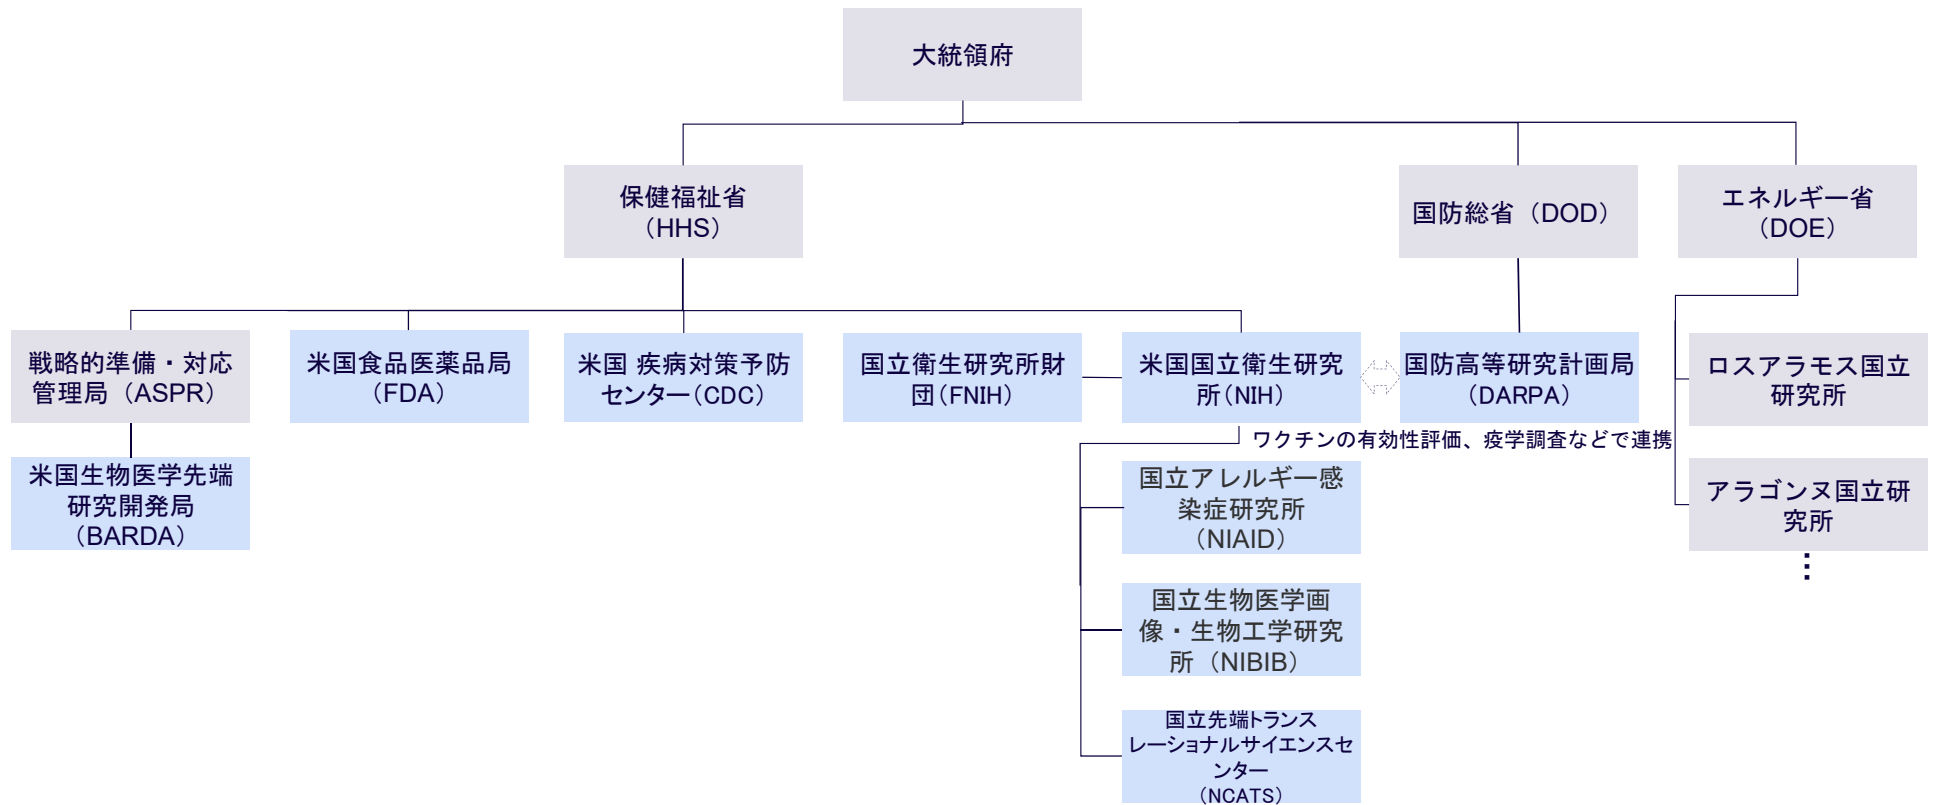 大統領府
保健福祉省
（HHS）
国防総省（DOD）
エネルギー省
（DOE）
戦略的準備・対応
管理局（ASPR）
米国食品医薬品局
（FDA）
米国 疾病対策予防
センター（CDC）
国立衛生研究所財
団（FNIH）
米国国立衛生研究
所（NIH）
国防高等研究計画局
（DARPA）
ロスアラモス国立
研究所
ワクチンの有効性評価、疫学調査などで連携
米国生物医学先端
研究開発局
（BARDA）
国立アレルギー感
染症研究所
（NIAID）
アラゴンヌ国立研
究所
⋮
国立生物医学画
像・生物工学研究
所（NIBIB）
国立先端トランス
レーショナルサイエンスセ
ンター
（NCATS）